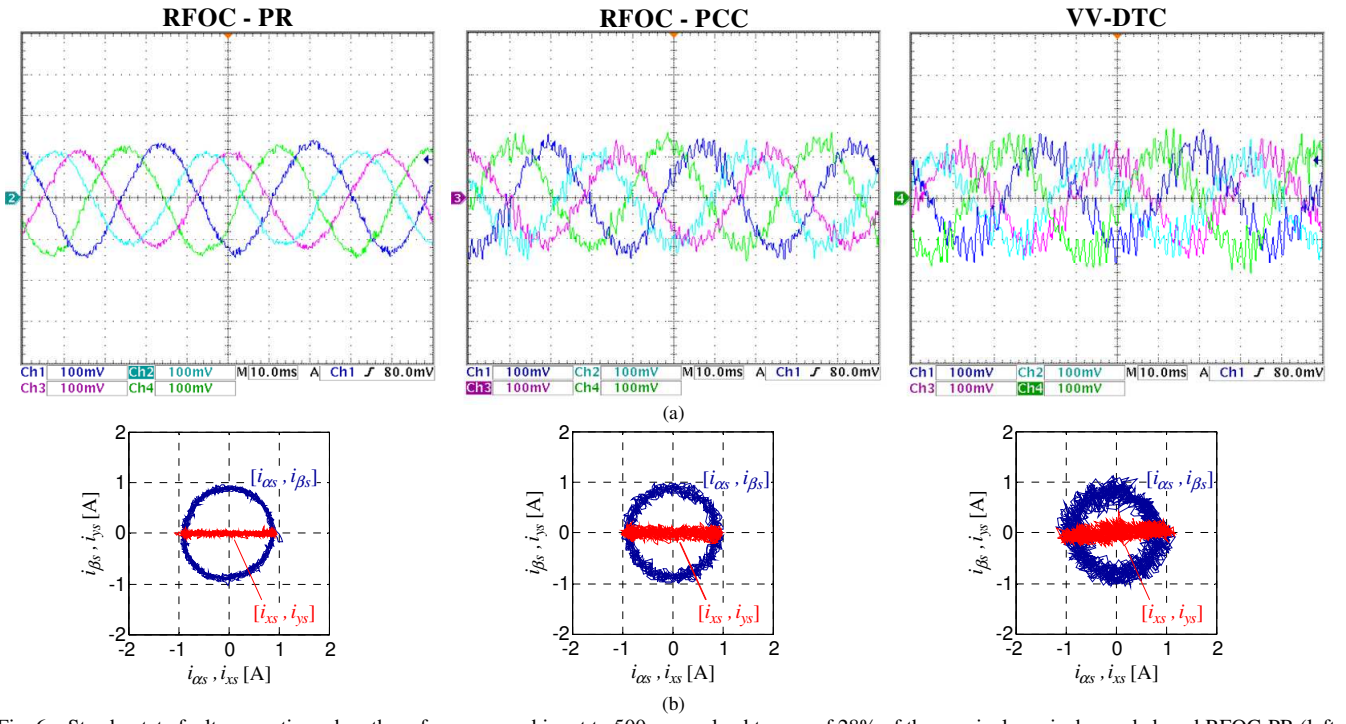 RFOC - PR
RFOC - PCC
VV-DTC
2
3
4
Ch1 100mV Ch2 100mV M 10.0ms A Ch1 ʃ 80.0mV
Ch3 100mV Ch4 100mV
Ch1 100mV Ch2 100mV M 10.0ms A Ch1 ʃ 80.0mV
Ch3 100mV Ch4 100mV
Ch1 100mV Ch2 100mV M 10.0ms A Ch1 ʃ 80.0mV
Ch3 100mV Ch4 100mV
(a)
2
1
0
-1
-2
-2 -1 0 1 2
iβs , iys [A]
[iαs , iβs]
[ixs , iys]
iαs , ixs [A]
2
1
0
-1
-2
-2 -1 0 1 2
iβs , iys [A]
[iαs , iβs]
[ixs , iys]
iαs , ixs [A]
2
1
0
-1
-2
-2 -1 0 1 2
iβs , iys [A]
[iαs , iβs]
[ixs , iys]
iαs , ixs [A]
(b)